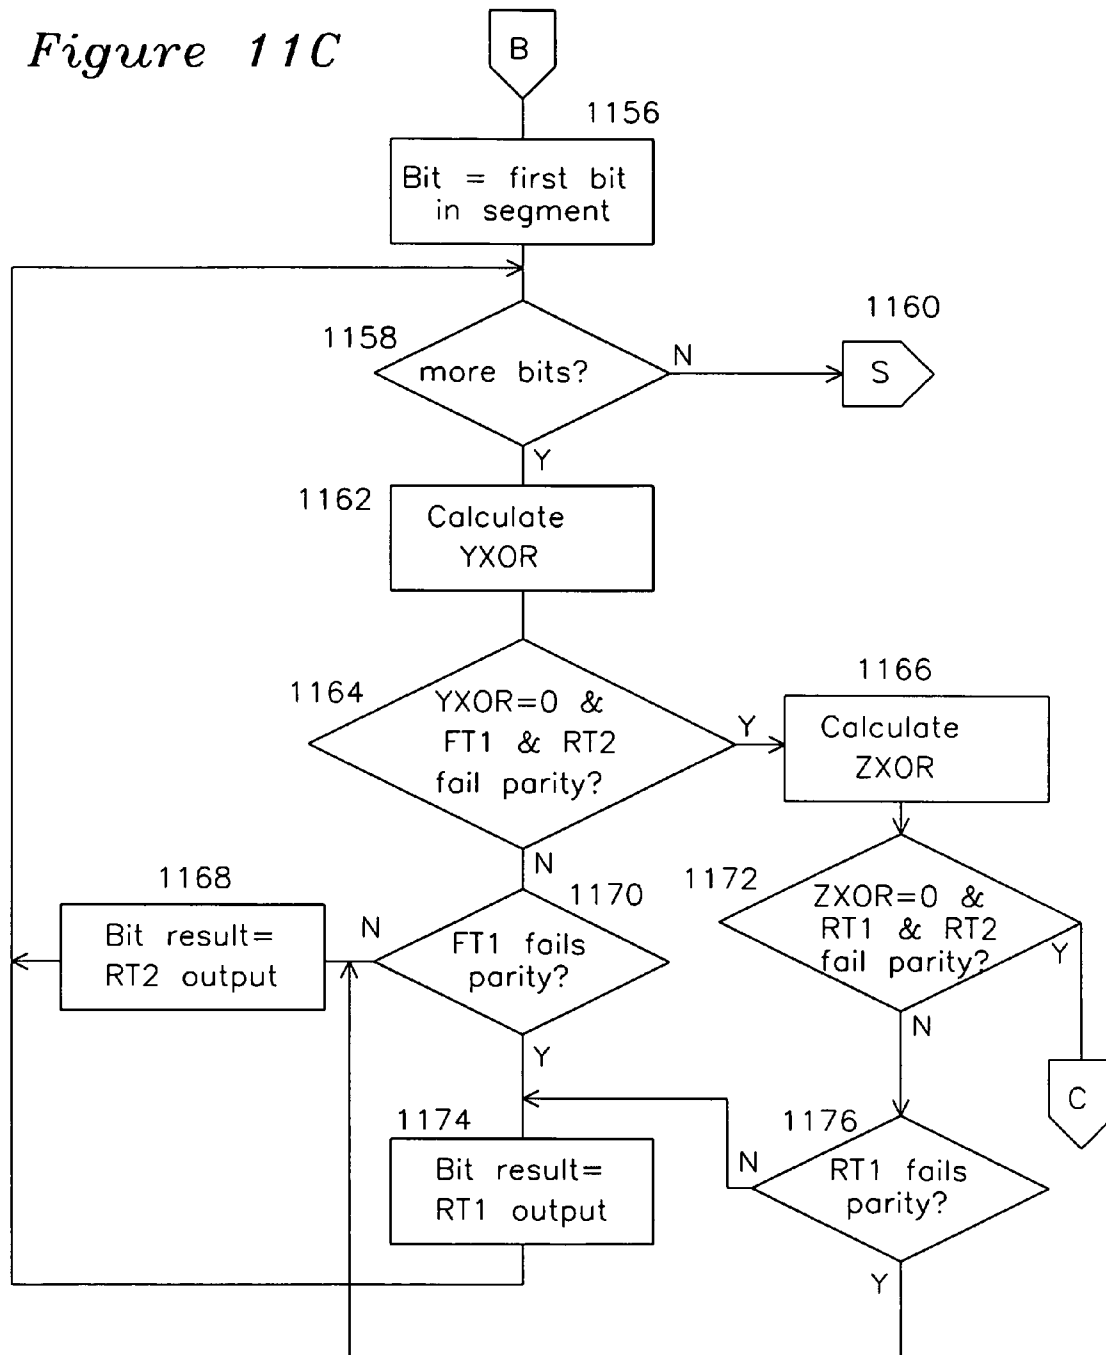 Figure 11C
B
1156
Bit = first bit
in segment
1158
more bits?
N
1160
S
Y
1162
Calculate
YXOR
1164
YXOR=0 &
FT1 & RT2
fail parity?
Y
1166
Calculate
ZXOR
N
1168
Bit result=
RT2 output
N
1170
FT1 fails
parity?
1172
ZXOR=0 &
RT1 & RT2
fail parity?
Y
N
C
Y
1174
Bit result=
RT1 output
1176
N
RT1 fails
parity?
Y